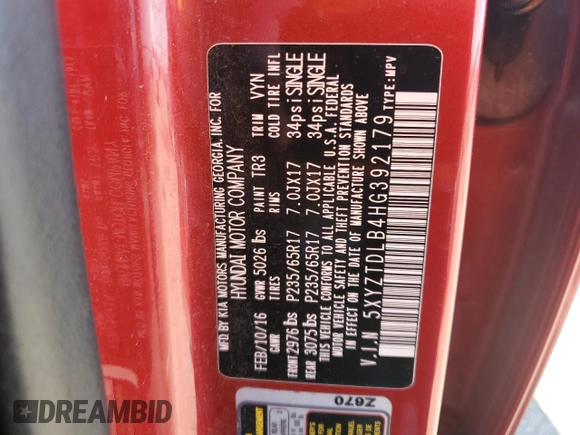 MFD BY KIA MOTORS MANUFACTURING GEORGIA. INC. FOR
HYUNDAI MOTOR COMPANY
FEB/10/16 GVWR 5026 lbs PAINT TR3 TRIM VYN
GAWR TIRES RIMS COLD TIRE INFL
FRONT 2976 lbs P235/65R17 7.0JX17 34psi SINGLE
REAR 3075 lbs P235/65R17 7.0JX17 34psi SINGLE
THIS VEHICLE CONFORMS TO ALL APPLICABLE U.S.A. FEDERAL
MOTOR VEHICLE SAFETY AND THEFT PREVENTION STANDARDS
IN EFFECT ON THE DATE OF MANUFACTURE SHOWN ABOVE
V.I.N 5XYZTDLB4HG392179 TYPE:MPV
Z670
DREAMBID